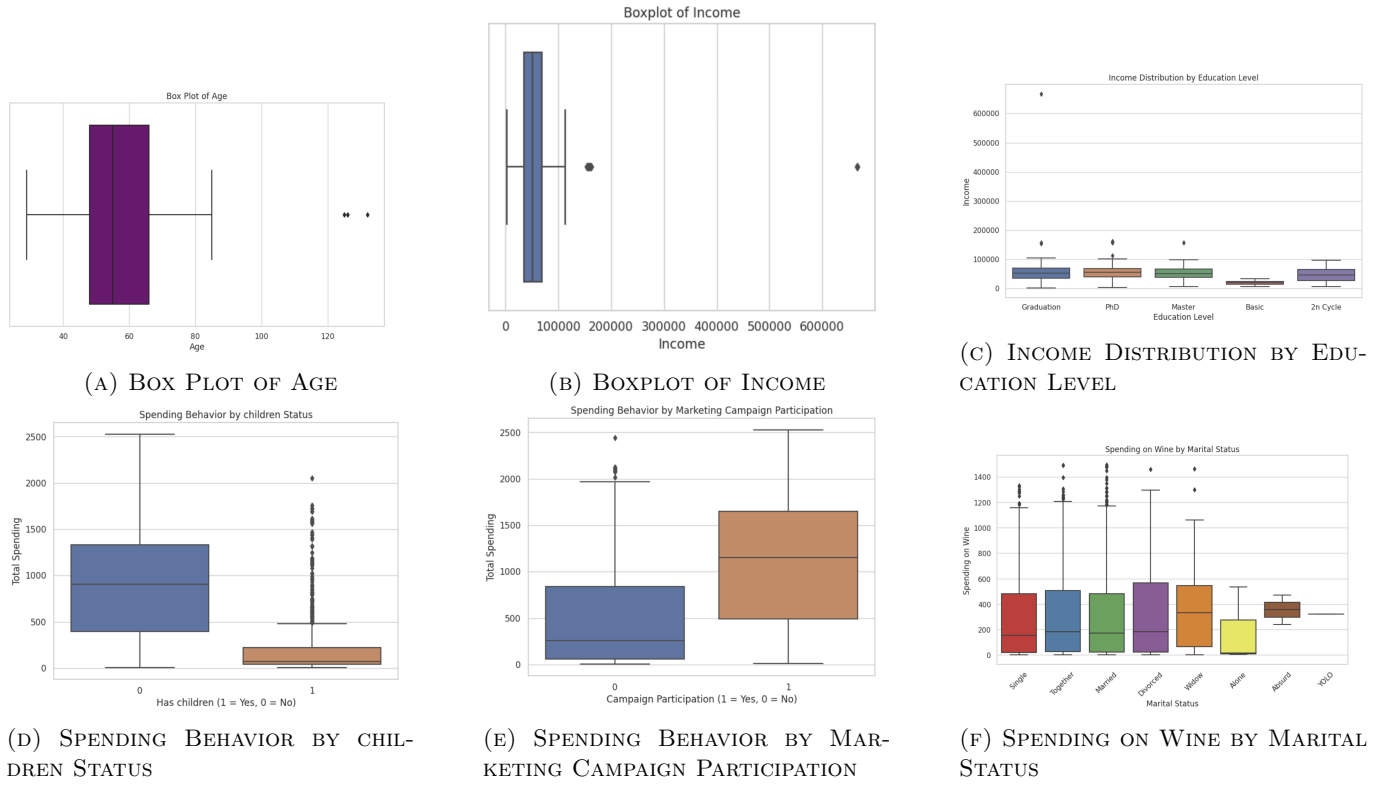 Box Plot of Age
40
60
80
100
120
Age
(A) Box Plot of Age
Boxplot of Income
0
100000
200000
300000
400000
500000
600000
Income
(B) Boxplot of Income
Income Distribution by Education Level
600000
500000
400000
300000
200000
100000
0
Income
Graduation
PhD
Master
Basic
2n Cycle
Education Level
(C) Income Distribution by Edu-
cation Level
Spending Behavior by children Status
2500
2000
1500
1000
500
0
Total Spending
0
1
Has children (1 = Yes, 0 = No)
(D) Spending Behavior by chil-
dren Status
Spending Behavior by Marketing Campaign Participation
2500
2000
1500
1000
500
0
Total Spending
0
1
Campaign Participation (1 = Yes, 0 = No)
(E) Spending Behavior by Mar-
keting Campaign Participation
Spending on Wine by Marital Status
1400
1200
1000
800
600
400
200
0
Spending on Wine
Single
Together
Married
Divorced
Widow
Alone
Absurd
YOLO
Marital Status
(F) Spending on Wine by Marital
Status